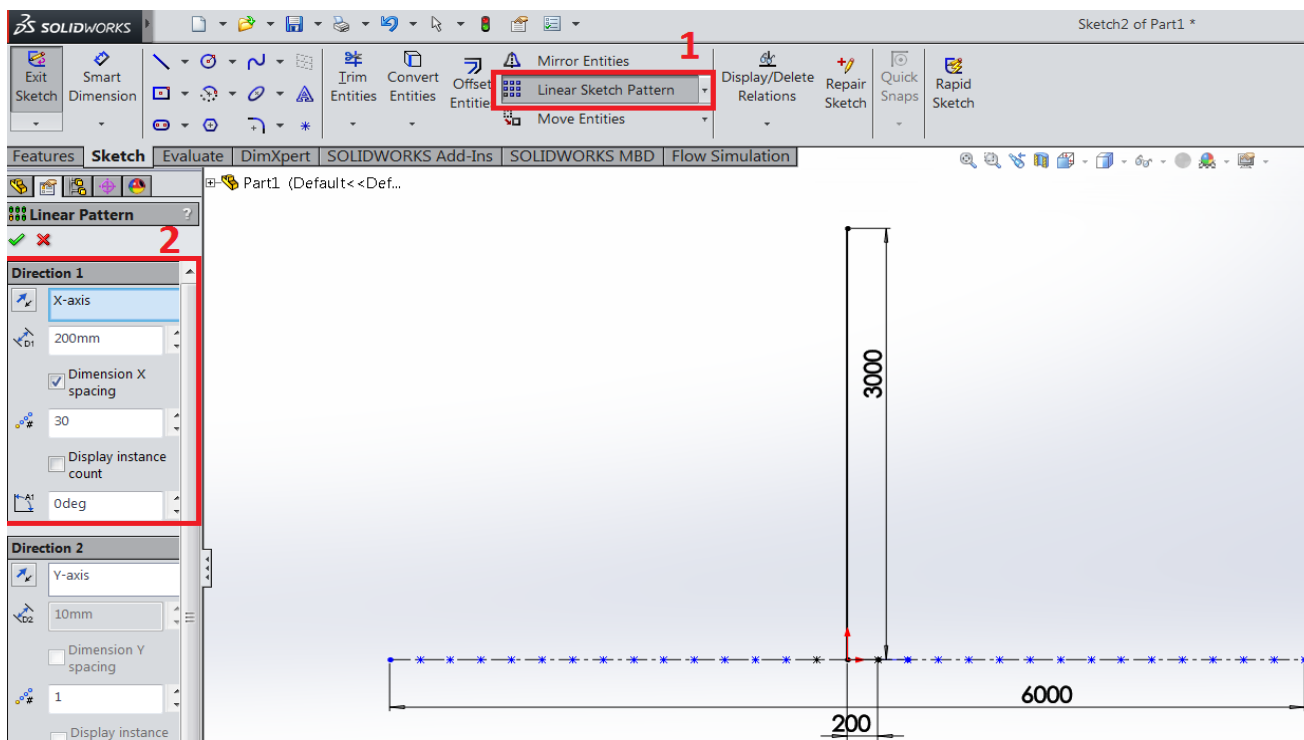 SOLIDWORKS
Sketch2 of Part1 *
1
Exit Sketch
Smart Dimension
Trim Entities
Convert Entities
Offset Entitie
Mirror Entities
Linear Sketch Pattern
Move Entities
Display/Delete Relations
Repair Sketch
Quick Snaps
Rapid Sketch
Features Sketch Evaluate DimXpert SOLIDWORKS Add-Ins SOLIDWORKS MBD Flow Simulation
Part1 (Default<<Def...
Linear Pattern ?
2
Direction 1
X-axis
D1 200mm
Dimension X
spacing
# 30
Display instance
count
A1 0deg
Direction 2
Y-axis
D2 10mm
Dimension Y
spacing
# 1
Display instance
3000
6000
200